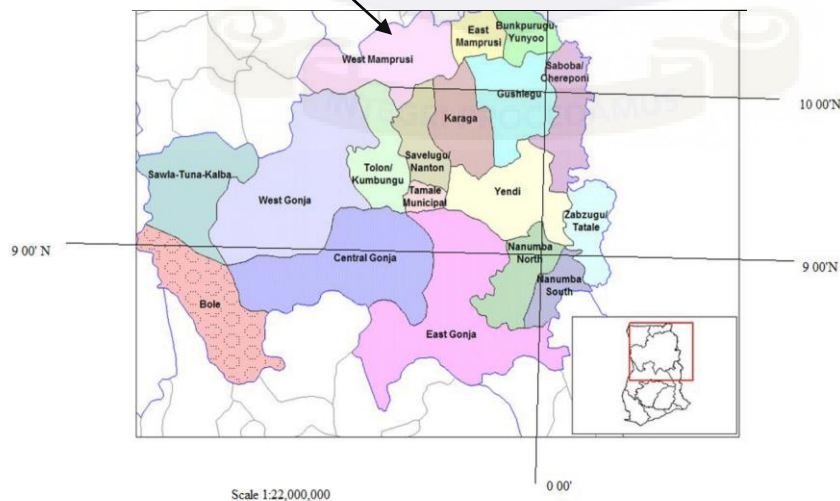 East
Mamprusi
Bunkpurugu-
Yunyoo
West Mamprusi
Saboba/
Chereponi
Gushiegu
10 00'N
Karaga
INTEGRI PROCEDAMUS
Savelugu/
Nanton
Tolon/
Kumbungu
Sawla-Tuna-Kalba
West Gonja
Tamale
Municipal
Yendi
Zabzugu/
Tatale
9 00' N
Central Gonja
Nanumba
North
9 00'N
Nanumba
South
Bole
East Gonja
0 00'
Scale 1:22,000,000